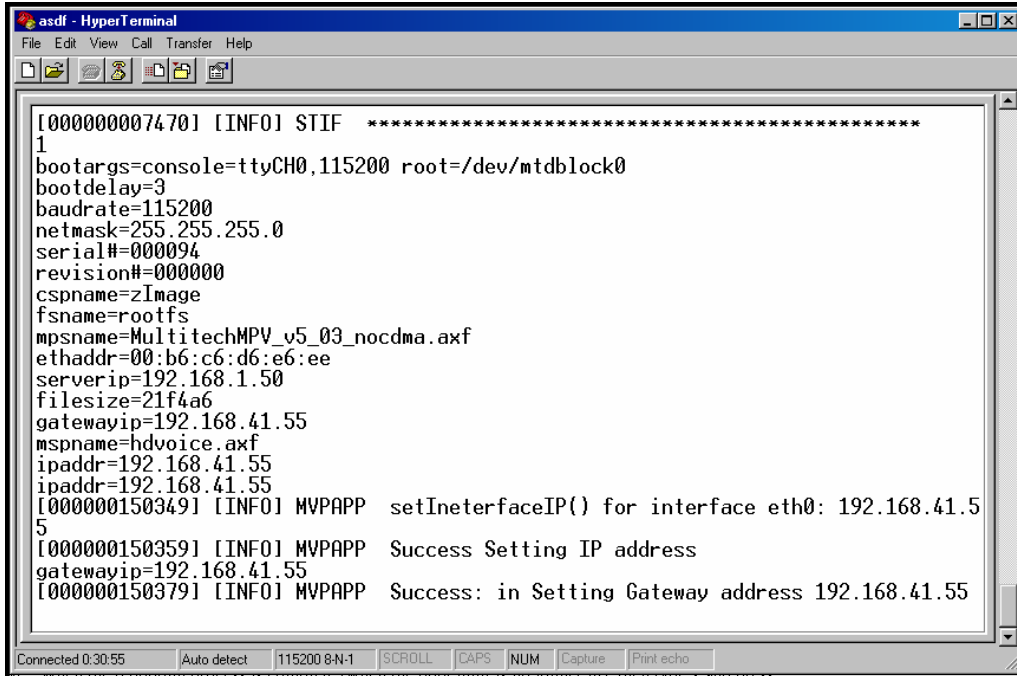 asdf - HyperTerminal
File Edit View Call Transfer Help
[000000007470] [INFO] STIF ***********************************************
1
bootargs=console=ttyCH0,115200 root=/dev/mtdblock0
bootdelay=3
baudrate=115200
netmask=255.255.255.0
serial#=000094
revision#=000000
cspname=zImage
fsname=rootfs
mpsname=MultitechMPV_v5_03_nocdma.axf
ethaddr=00:b6:c6:d6:e6:ee
serverip=192.168.1.50
filesize=21f4a6
gatewayip=192.168.41.55
mspname=hdvoice.axf
ipaddr=192.168.41.55
ipaddr=192.168.41.55
[000000150349] [INFO] MVPAPP setIneterfaceIP() for interface eth0: 192.168.41.5
5
[000000150359] [INFO] MVPAPP Success Setting IP address
gatewayip=192.168.41.55
[000000150379] [INFO] MVPAPP Success: in Setting Gateway address 192.168.41.55
Connected 0:30:55 Auto detect 115200 8-N-1 SCROLL CAPS NUM Capture Print echo